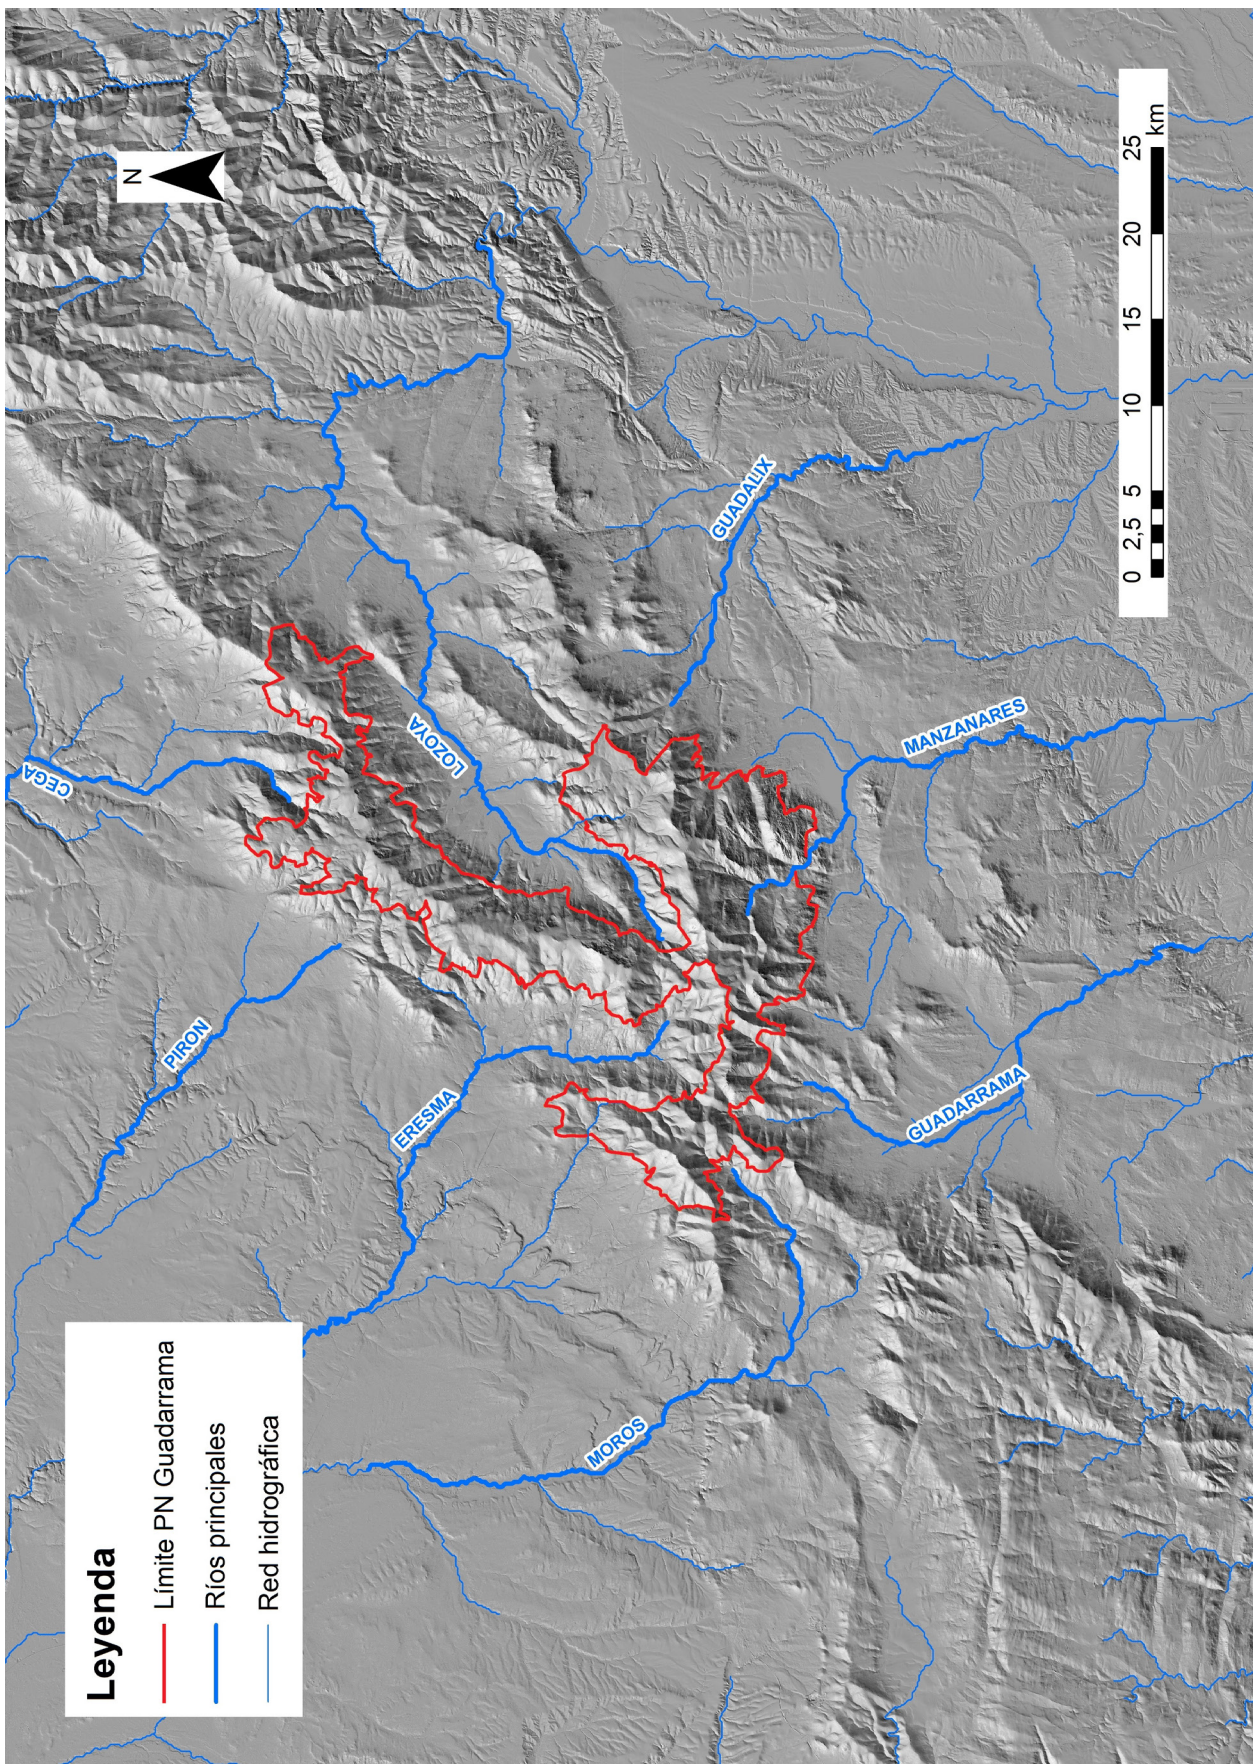 Leyenda
Límite PN Guadarrama
Ríos principales
Red hidrográfica
N
CEGA
PIRON
ERESMA
LOZOYA
MOROS
GUADALIX
MANZANARES
GUADARRAMA
0 2,5 5 10 15 20 25
km